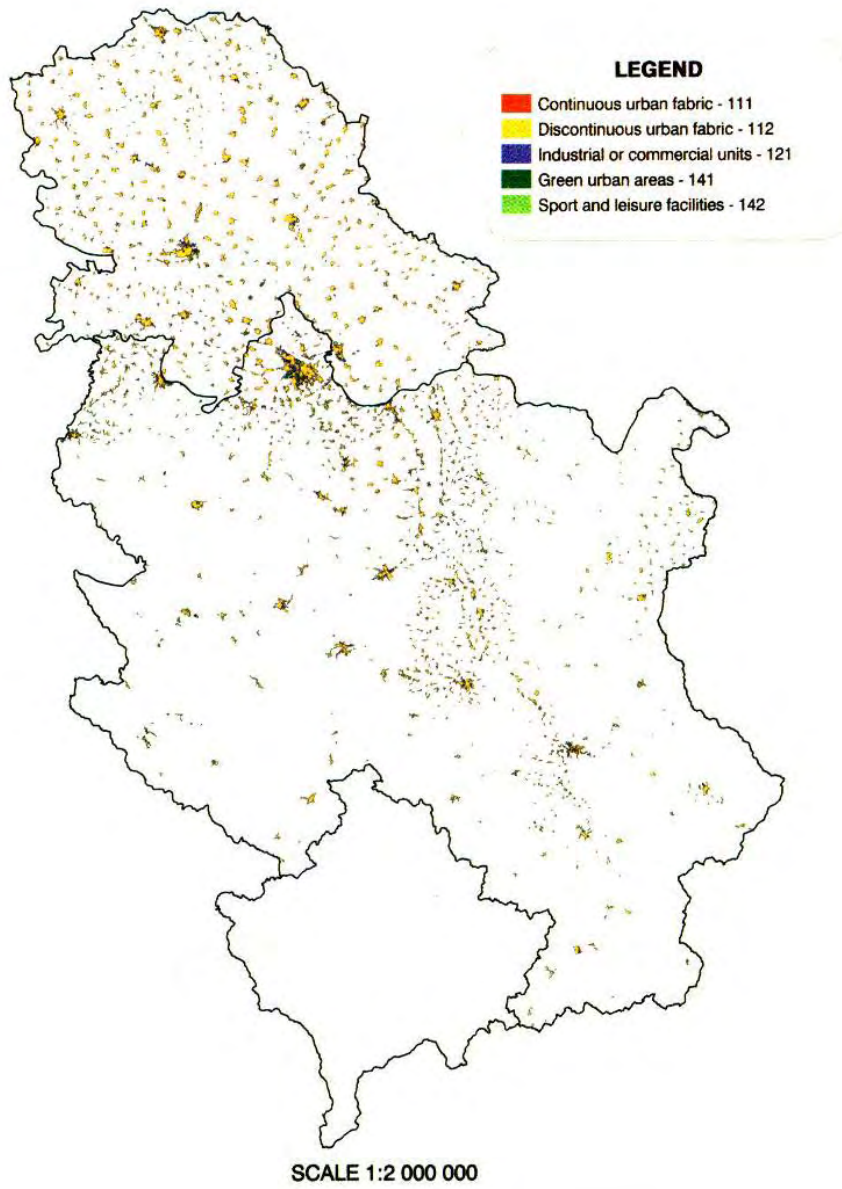 LEGEND
Continuous urban fabric - 111
Discontinuous urban fabric - 112
Industrial or commercial units - 121
Green urban areas - 141
Sport and leisure facilities - 142
SCALE 1:2 000 000